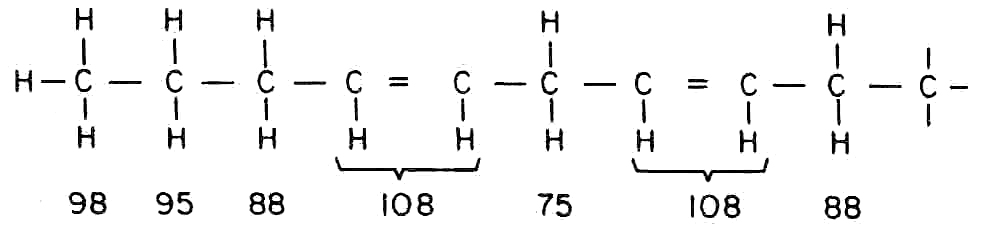 H H H H H
H—C—C—C—C=C—C—C=C—C—C—
H H H H H H H H H
98 95 88 108 75 108 88